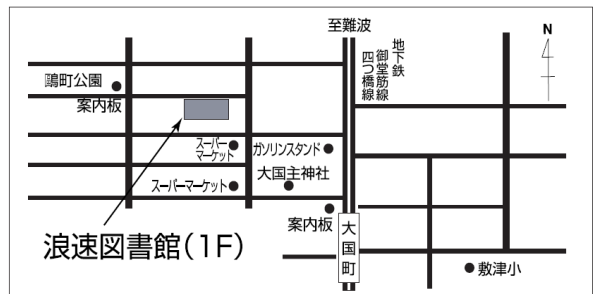 至難波
N
地下鉄
御堂筋線
四つ橋線
鷗町公園
案内板
スーパー
マーケット
ガソリンスタンド
大国主神社
スーパーマーケット
案内板
大国町
浪速図書館(1F)
敷津小